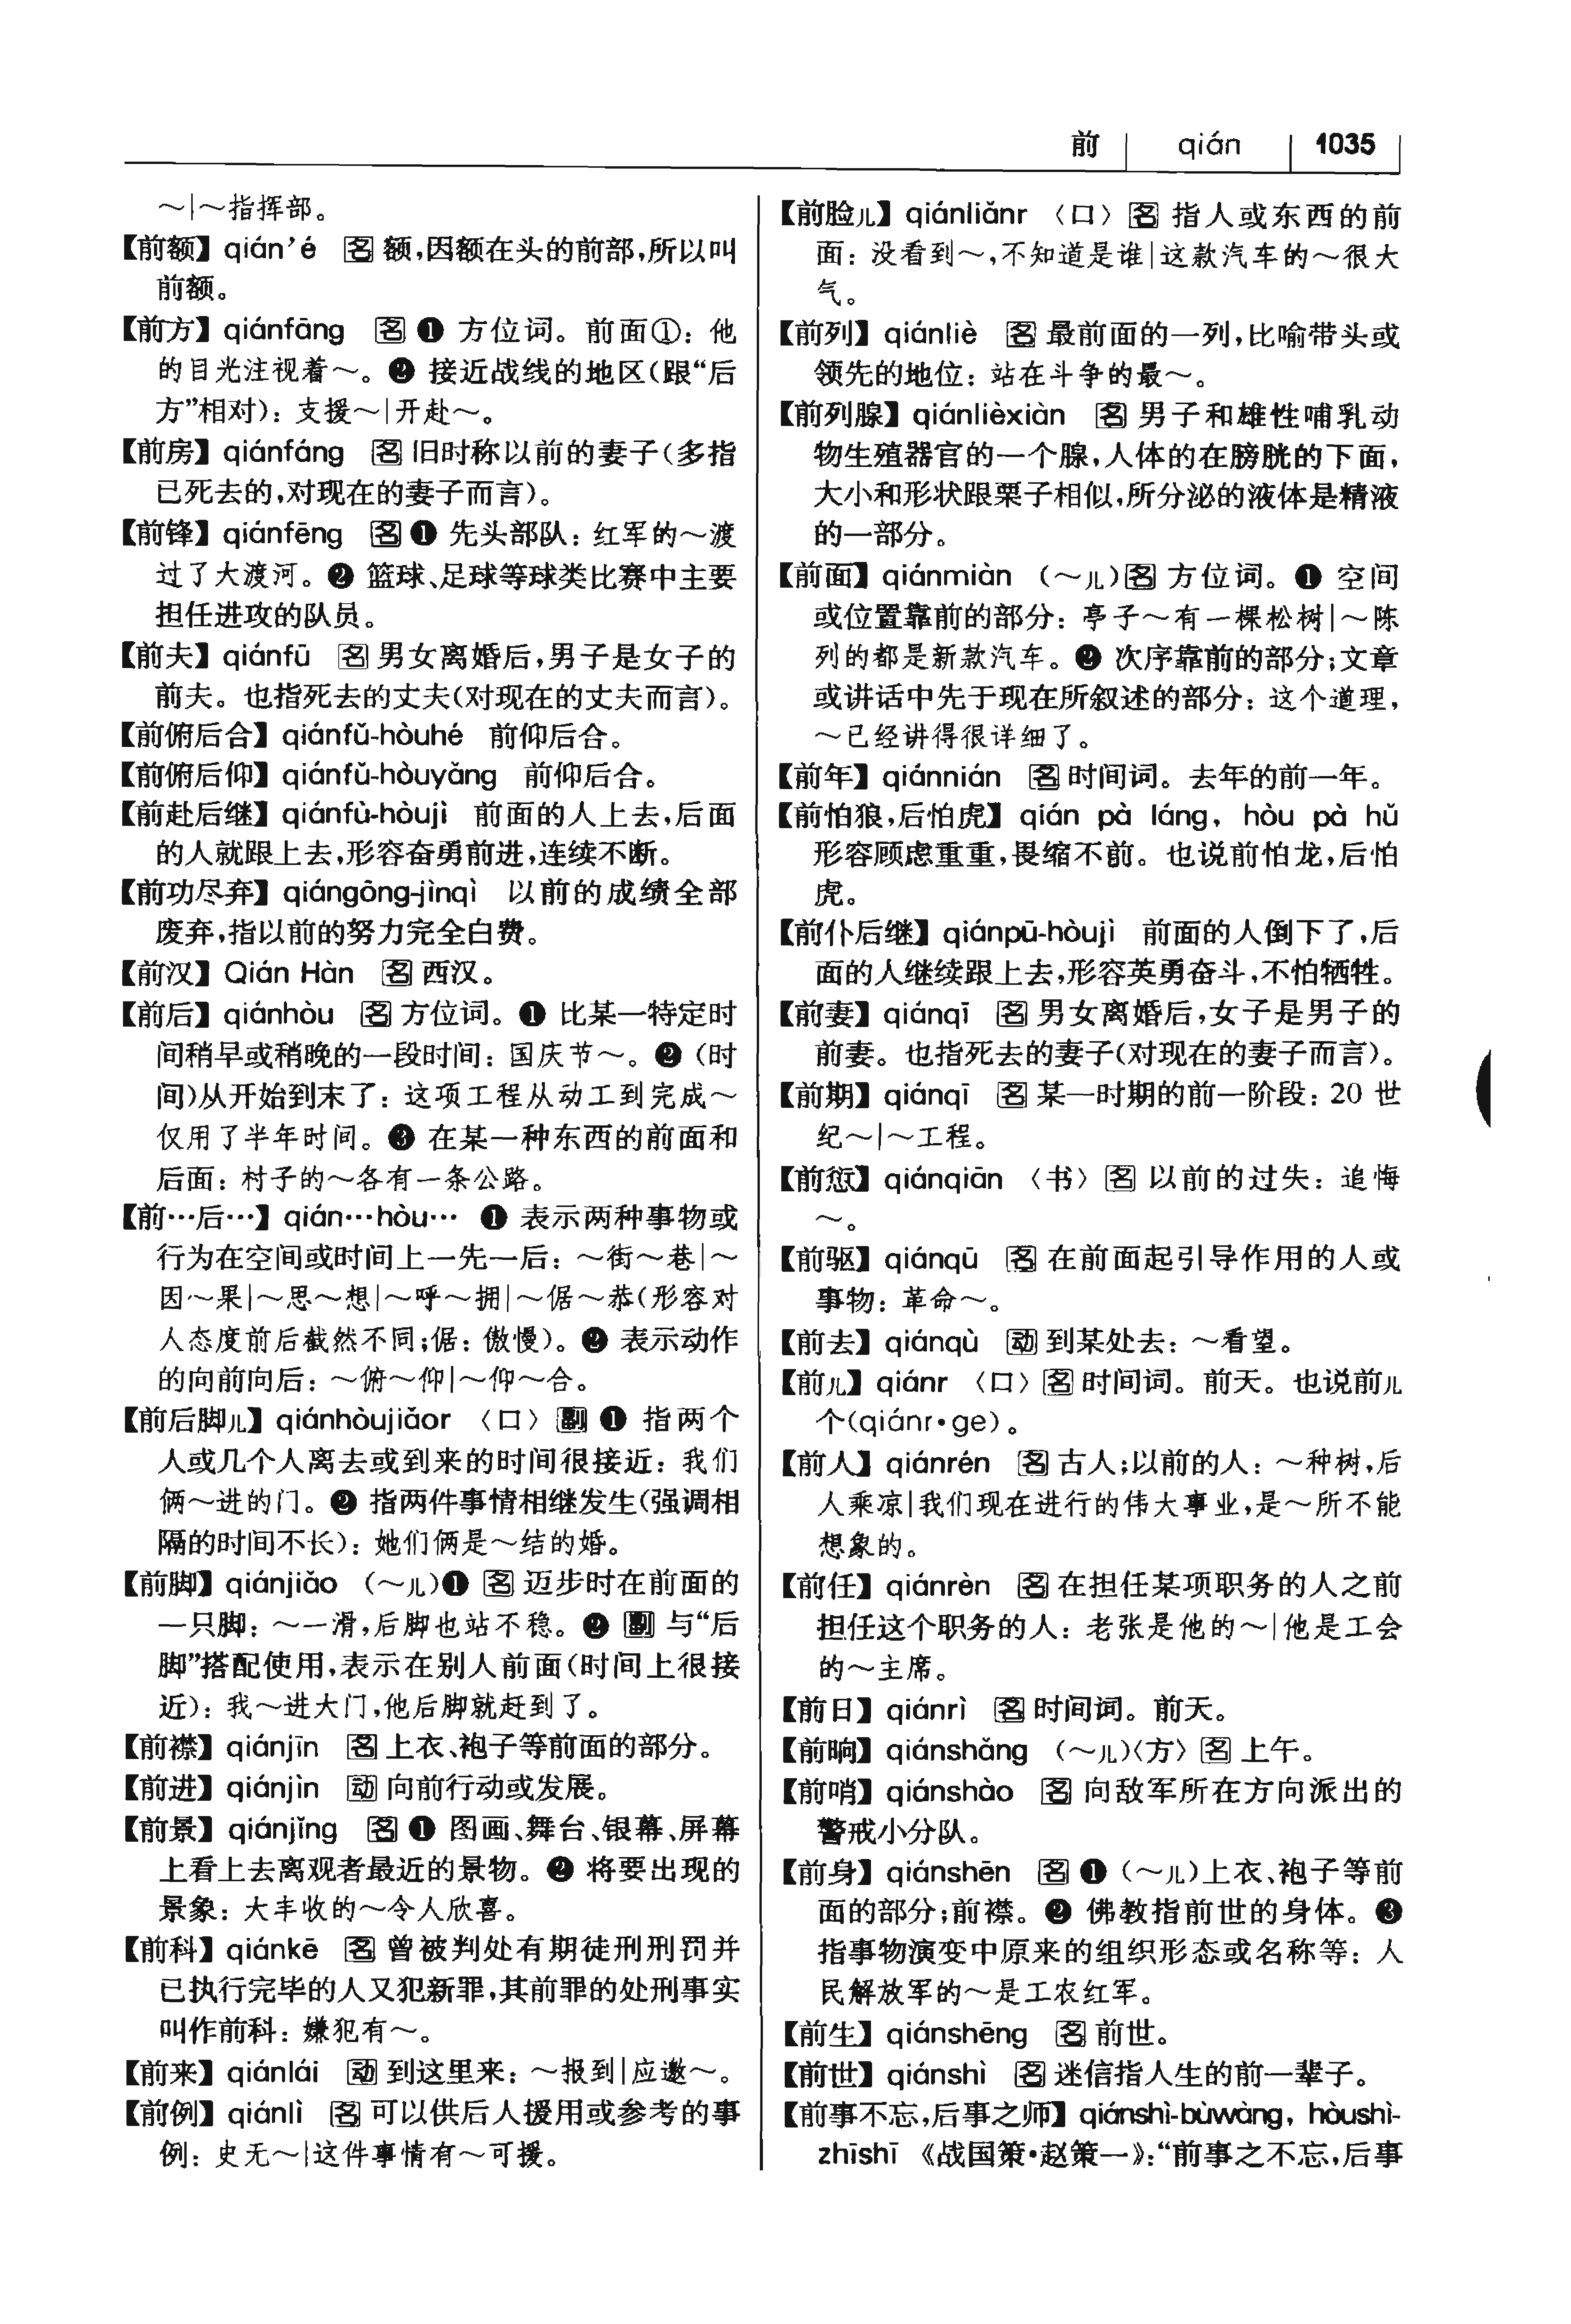 前 qián 1035
～|～指挥部。
【前额】qián’é 名 额,因额在头的前部,所以叫
前额。
【前方】qiánfāng 名 ❶ 方位词。前面①：他
的目光注视着～。❷ 接近战线的地区(跟“后
方”相对)：支援～|开赴～。
【前房】qiánfáng 名 旧时称以前的妻子(多指
已死去的,对现在的妻子而言)。
【前锋】qiánfēng 名 ❶ 先头部队：红军的～渡
过了大渡河。❷ 篮球、足球等球类比赛中主要
担任进攻的队员。
【前夫】qiánfū 名 男女离婚后,男子是女子的
前夫。也指死去的丈夫(对现在的丈夫而言)。
【前俯后合】qiánfǔ-hòuhé 前仰后合。
【前俯后仰】qiánfǔ-hòuyǎng 前仰后合。
【前赴后继】qiánfù-hòujì 前面的人上去,后面
的人就跟上去,形容奋勇前进,连续不断。
【前功尽弃】qiángōng-jìnqì 以前的成绩全部
废弃,指以前的努力完全白费。
【前汉】Qián Hàn 名 西汉。
【前后】qiánhòu 名 方位词。❶ 比某一特定时
间稍早或稍晚的一段时间：国庆节～。❷ (时
间)从开始到末了：这项工程从动工到完成～
仅用了半年时间。❸ 在某一种东西的前面和
后面：村子的～各有一条公路。
【前…后…】qián…hòu… ❶ 表示两种事物或
行为在空间或时间上一先一后：～街～巷|～
因～果|～思～想|～呼～拥|～倨～恭(形容对
人态度前后截然不同;倨：傲慢)。❷ 表示动作
的向前向后：～俯～仰|～仰～合。
【前后脚儿】qiánhòujiǎor 〈口〉副 ❶ 指两个
人或几个人离去或到来的时间很接近：我们
俩～进的门。❷ 指两件事情相继发生(强调相
隔的时间不长)：她们俩是～结的婚。
【前脚】qiánjiǎo (～儿)❶ 名 迈步时在前面的
一只脚：～一滑,后脚也站不稳。❷ 副 与“后
脚”搭配使用,表示在别人前面(时间上很接
近)：我～进大门,他后脚就赶到了。
【前襟】qiánjīn 名 上衣、袍子等前面的部分。
【前进】qiánjìn 动 向前行动或发展。
【前景】qiánjǐng 名 ❶ 图画、舞台、银幕、屏幕
上看上去离观者最近的景物。❷ 将要出现的
景象：大丰收的～令人欣喜。
【前科】qiánkē 名 曾被判处有期徒刑刑罚并
已执行完毕的人又犯新罪,其前罪的处刑事实
叫作前科：嫌犯有～。
【前来】qiánlái 动 到这里来：～报到|应邀～。
【前例】qiánlì 名 可以供后人援用或参考的事
例：史无～|这件事情有～可援。
【前脸儿】qiánliǎnr 〈口〉名 指人或东西的前
面：没看到～,不知道是谁|这款汽车的～很大
气。
【前列】qiánliè 名 最前面的一列,比喻带头或
领先的地位：站在斗争的最～。
【前列腺】qiánlièxiàn 名 男子和雄性哺乳动
物生殖器官的一个腺,人体的在膀胱的下面,
大小和形状跟栗子相似,所分泌的液体是精液
的一部分。
【前面】qiánmiàn (～儿)名 方位词。❶ 空间
或位置靠前的部分：亭子～有一棵松树|～陈
列的都是新款汽车。❷ 次序靠前的部分;文章
或讲话中先于现在所叙述的部分：这个道理,
～已经讲得很详细了。
【前年】qiánnián 名 时间词。去年的前一年。
【前怕狼,后怕虎】qián pà láng, hòu pà hǔ
形容顾虑重重,畏缩不前。也说前怕龙,后怕
虎。
【前仆后继】qiánpū-hòujì 前面的人倒下了,后
面的人继续跟上去,形容英勇奋斗,不怕牺牲。
【前妻】qiánqī 名 男女离婚后,女子是男子的
前妻。也指死去的妻子(对现在的妻子而言)。
【前期】qiánqī 名 某一时期的前一阶段：20 世
纪～|～工程。
【前愆】qiánqiān 〈书〉名 以前的过失：追悔
～。
【前驱】qiánqū 名 在前面起引导作用的人或
事物：革命～。
【前去】qiánqù 动 到某处去：～看望。
【前儿】qiánr 〈口〉名 时间词。前天。也说前儿
个(qiánr•ge)。
【前人】qiánrén 名 古人;以前的人：～种树,后
人乘凉|我们现在进行的伟大事业,是～所不能
想象的。
【前任】qiánrèn 名 在担任某项职务的人之前
担任这个职务的人：老张是他的～|他是工会
的～主席。
【前日】qiánrì 名 时间词。前天。
【前晌】qiánshǎng (～儿)〈方〉名 上午。
【前哨】qiánshào 名 向敌军所在方向派出的
警戒小分队。
【前身】qiánshēn 名 ❶ (～儿)上衣、袍子等前
面的部分;前襟。❷ 佛教指前世的身体。❸
指事物演变中原来的组织形态或名称等：人
民解放军的～是工农红军。
【前生】qiánshēng 名 前世。
【前世】qiánshì 名 迷信指人生的前一辈子。
【前事不忘,后事之师】qiánshì-bùwàng, hòushì-
zhīshī 《战国策•赵策一》:“前事之不忘,后事